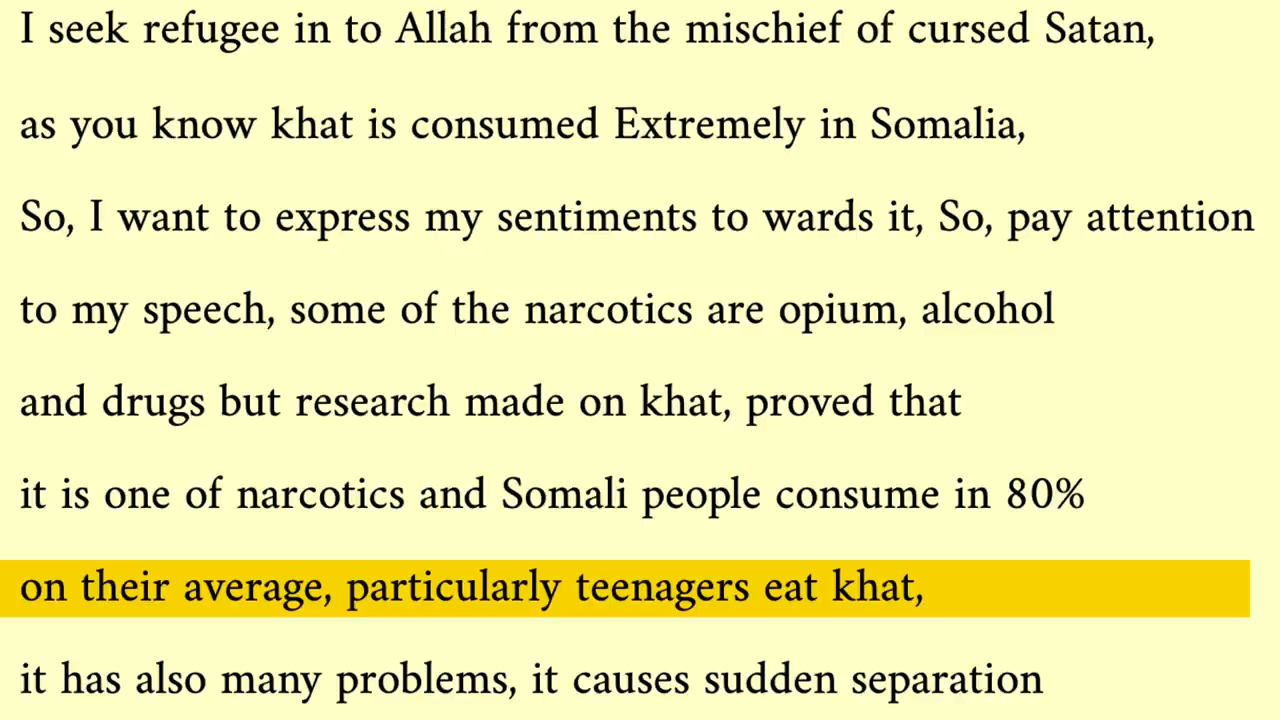 I seek refugee in to Allah from the mischief of cursed Satan,
as you know khat is consumed Extremely in Somalia,
So, I want to express my sentiments to wards it, So, pay attention
to my speech, some of the narcotics are opium, alcohol
and drugs but research made on khat, proved that
it is one of narcotics and Somali people consume in 80%
on their average, particularly teenagers eat khat,
it has also many problems, it causes sudden separation